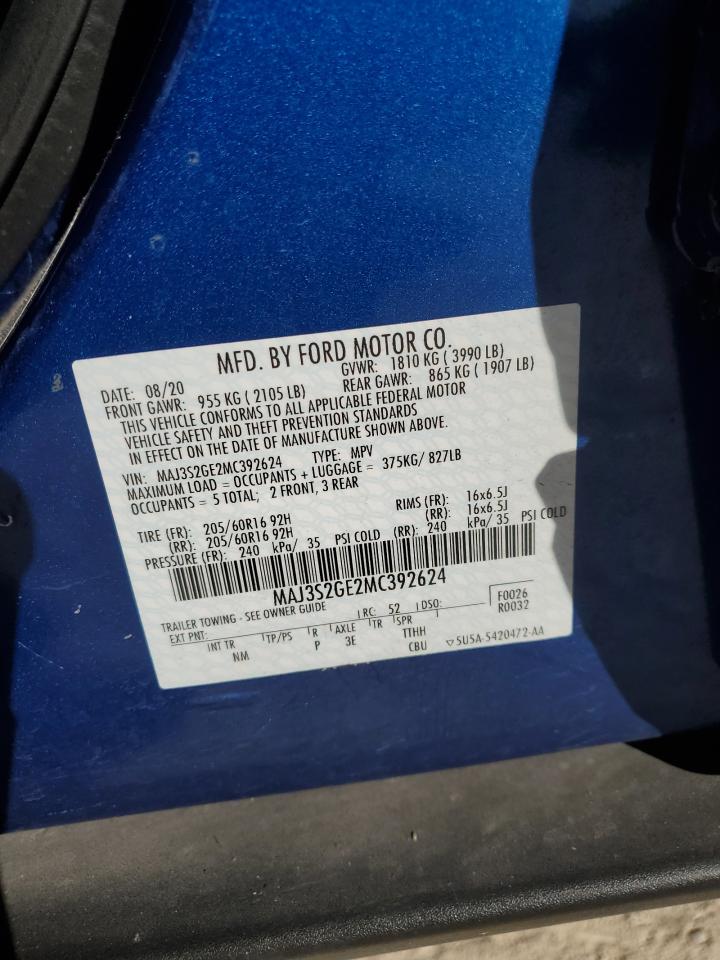 MFD. BY FORD MOTOR CO.
DATE: 08/20 GVWR: 1810 KG ( 3990 LB)
FRONT GAWR: 955 KG ( 2105 LB) REAR GAWR: 865 KG ( 1907 LB)
THIS VEHICLE CONFORMS TO ALL APPLICABLE FEDERAL MOTOR
VEHICLE SAFETY AND THEFT PREVENTION STANDARDS
IN EFFECT ON THE DATE OF MANUFACTURE SHOWN ABOVE.
VIN: MAJ3S2GE2MC392624 TYPE: MPV
MAXIMUM LOAD = OCCUPANTS + LUGGAGE = 375KG/ 827LB
OCCUPANTS = 5 TOTAL; 2 FRONT, 3 REAR
TIRE (FR): 205/60R16 92H RIMS (FR): 16x6.5J
(RR): 205/60R16 92H (RR): 16x6.5J
PRESSURE (FR): 240 kPa/ 35 PSI COLD (RR): 240 kPa/ 35 PSI COLD
MAJ3S2GE2MC392624
TRAILER TOWING - SEE OWNER GUIDE
EXT PNT: RC: 52 DSO: F0026
R0032
INT TR TP/PS R AXLE TR SPR
NM P 3E TTHH
CBU ▽5U5A-5420472-AA